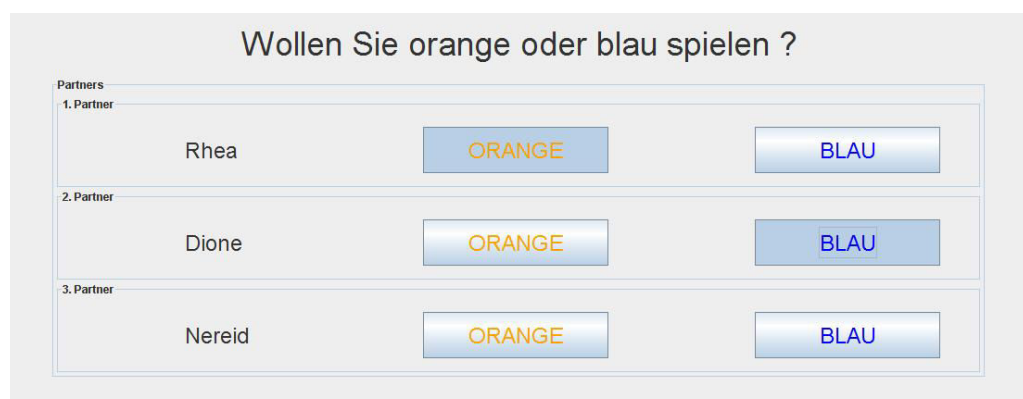 Wollen Sie orange oder blau spielen ?
Partners
1. Partner
Rhea ORANGE BLAU
2. Partner
Dione ORANGE BLAU
3. Partner
Nereid ORANGE BLAU